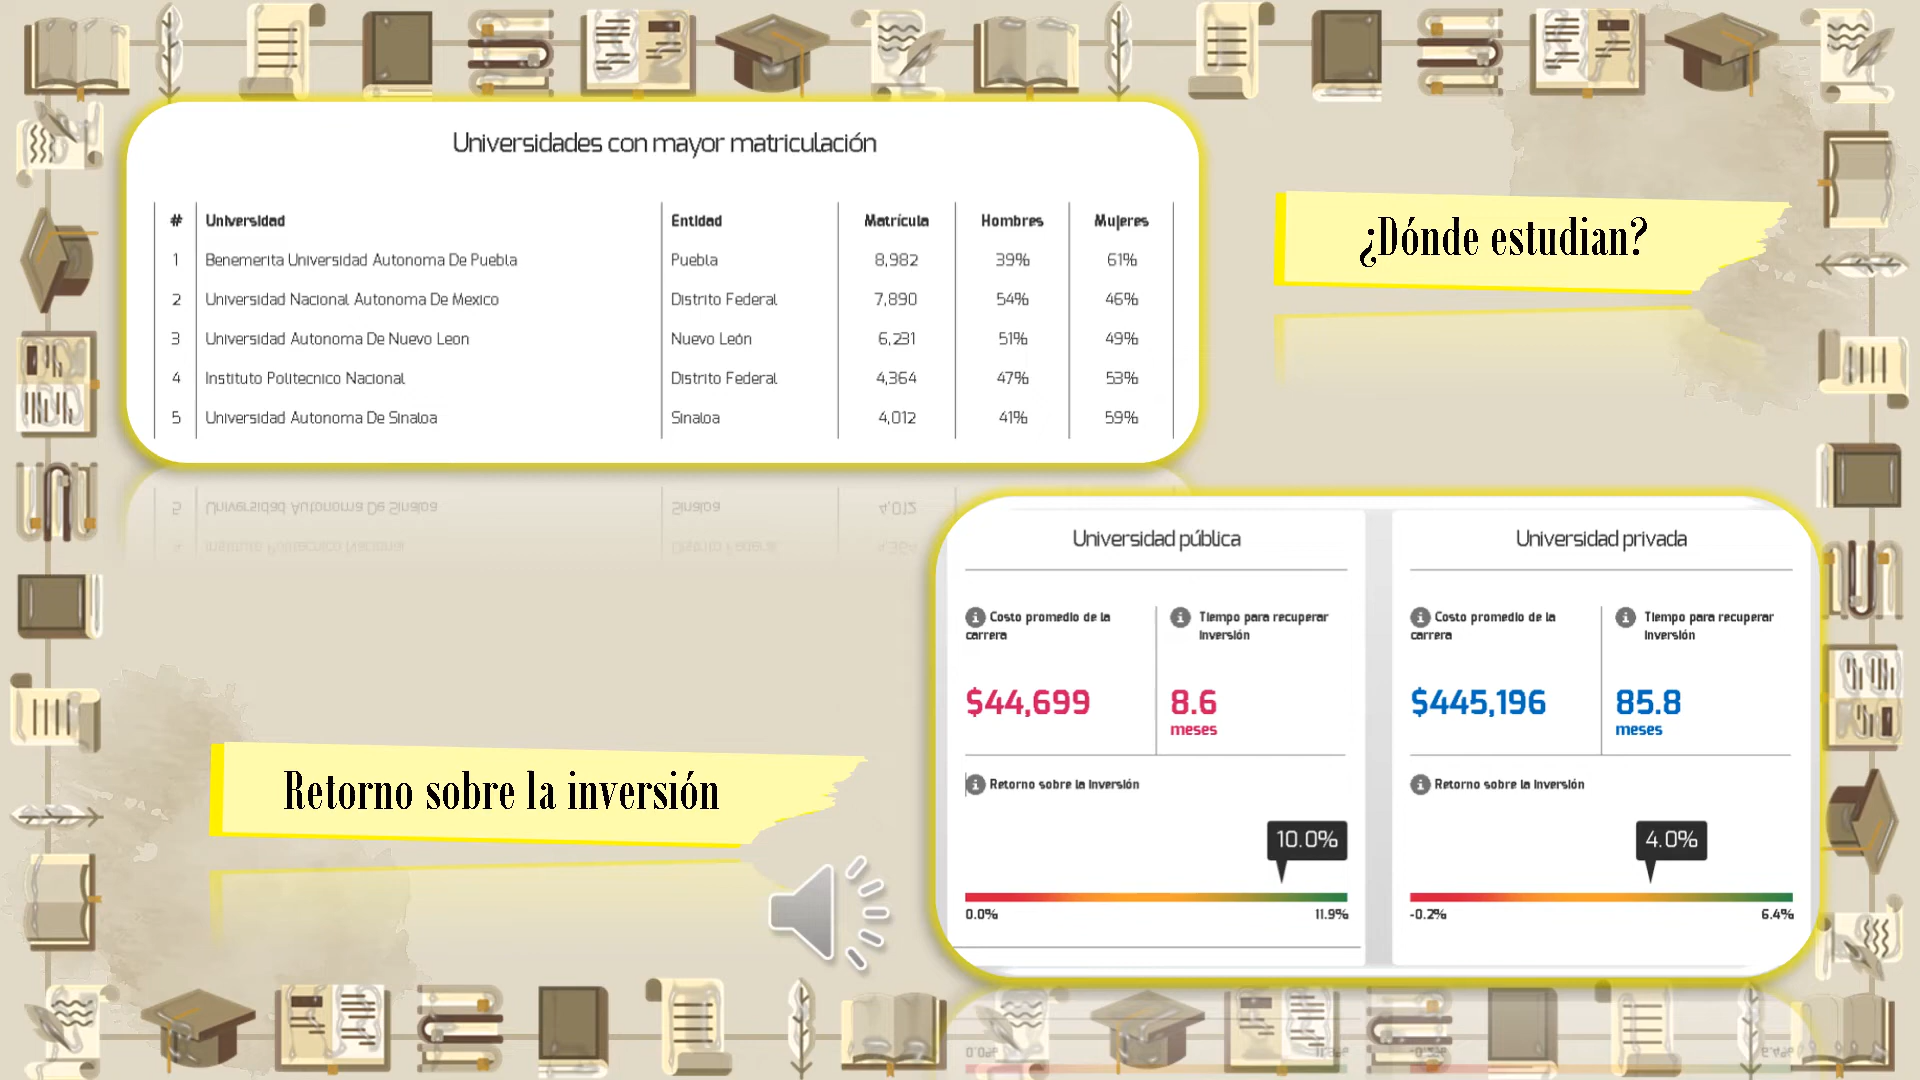 Universidades con mayor matriculación
# Universidad Entidad Matrícula Hombres Mujeres
1 Benemerita Universidad Autonoma De Puebla Puebla 8,982 39% 61%
2 Universidad Nacional Autonoma De Mexico Distrito Federal 7,890 54% 46%
3 Universidad Autonoma De Nuevo Leon Nuevo León 6,231 51% 49%
4 Instituto Politecnico Nacional Distrito Federal 4,364 47% 53%
5 Universidad Autonoma De Sinaloa Sinaloa 4,012 41% 59%
¿Dónde estudian?
Retorno sobre la inversión
Universidad pública
Costo promedio de la
carrera
Tiempo para recuperar
inversión
$44,699
8.6
meses
Retorno sobre la inversión
10.0%
0.0% 11.9%
Universidad privada
Costo promedio de la
carrera
Tiempo para recuperar
inversión
$445,196
85.8
meses
Retorno sobre la inversión
4.0%
-0.2% 6.4%